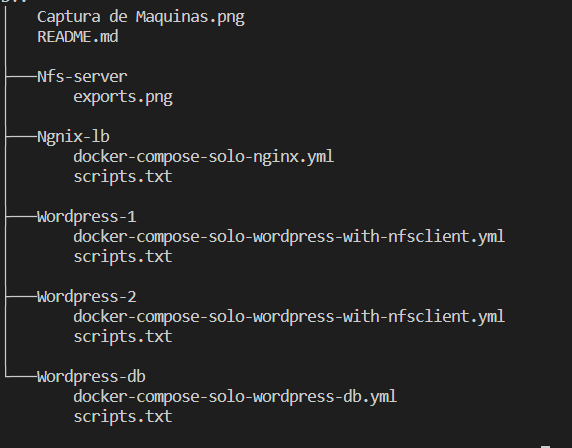 Captura de Maquinas.png
README.md
Nfs-server
exports.png
Ngnix-lb
docker-compose-solo-nginx.yml
scripts.txt
Wordpress-1
docker-compose-solo-wordpress-with-nfsclient.yml
scripts.txt
Wordpress-2
docker-compose-solo-wordpress-with-nfsclient.yml
scripts.txt
Wordpress-db
docker-compose-solo-wordpress-db.yml
scripts.txt